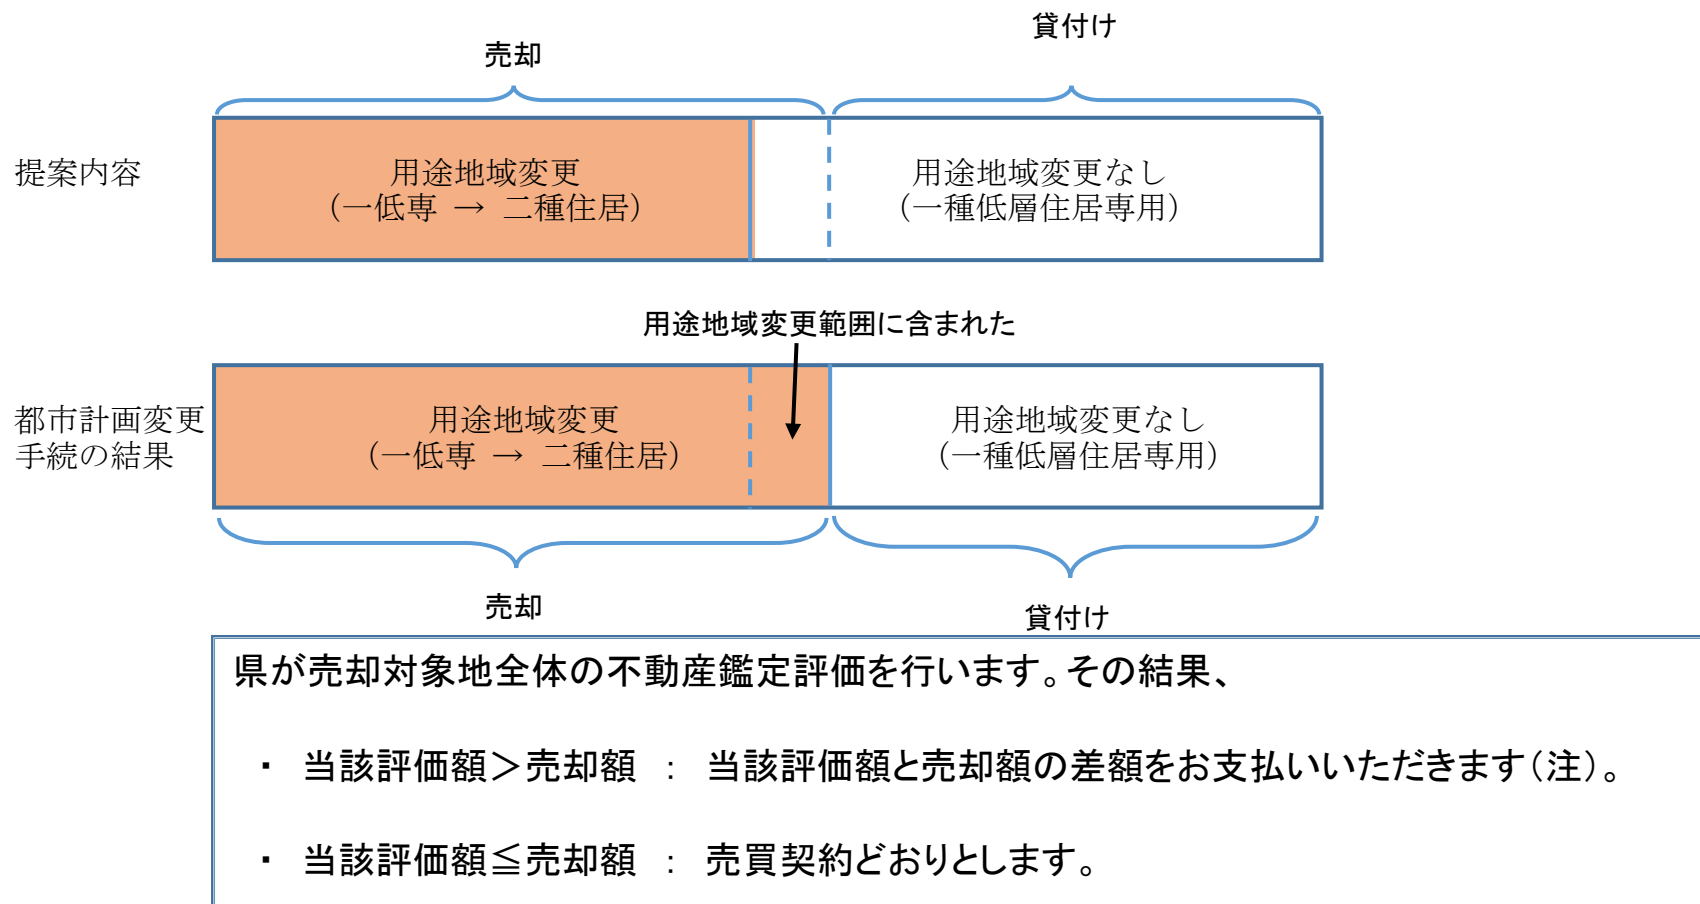 貸付け
売却
提案内容
用途地域変更
（一低専 → 二種住居）
用途地域変更なし
（一種低層住居専用）
用途地域変更範囲に含まれた
都市計画変更
手続の結果
用途地域変更
（一低専 → 二種住居）
用途地域変更なし
（一種低層住居専用）
売却
貸付け
県が売却対象地全体の不動産鑑定評価を行います。その結果、
・ 当該評価額＞売却額 ： 当該評価額と売却額の差額をお支払いいただきます（注）。
・ 当該評価額≦売却額 ： 売買契約どおりとします。